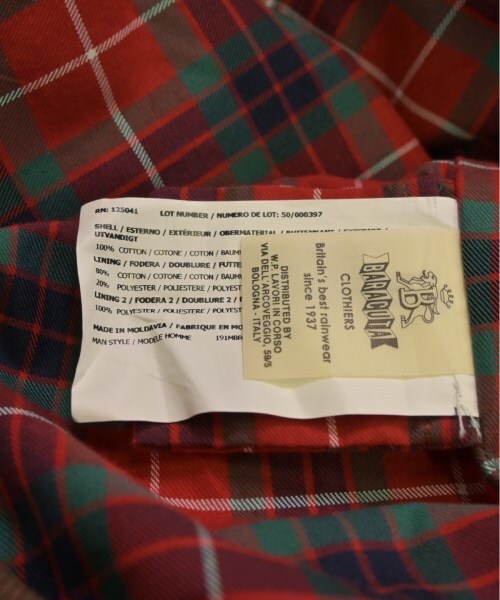 RN: 125041 LOT NUMBER / NUMERO DE LOT: 50/000397
SHELL / ESTERNO / EXTÉRIEUR / OBERMATERIAL /
UITVANDIGT
100% COTTON / COTONE / COTON / BAUM
LINING / FODERA / DOUBLURE / FUTTE
80% COTTON / COTONE / COTON / BAUM
20% POLYESTER / POLIESTERE / POLYEST
LINING 2 / FODERA 2 / DOUBLURE 2 /
100% POLYESTER / POLIESTERE / POLYEST
MADE IN MOLDAVIA / FABRIQUE EN MO
MAN STYLE / MODÈLE HOMME 191MBR
BARACUTA
CLOTHIERS
Britain's best rainwear
since 1937
DISTRIBUTED BY
W.P. LAVORI IN CORSO
VIA DELL'ARCOVEGGIO, 59/5
BOLOGNA - ITALY